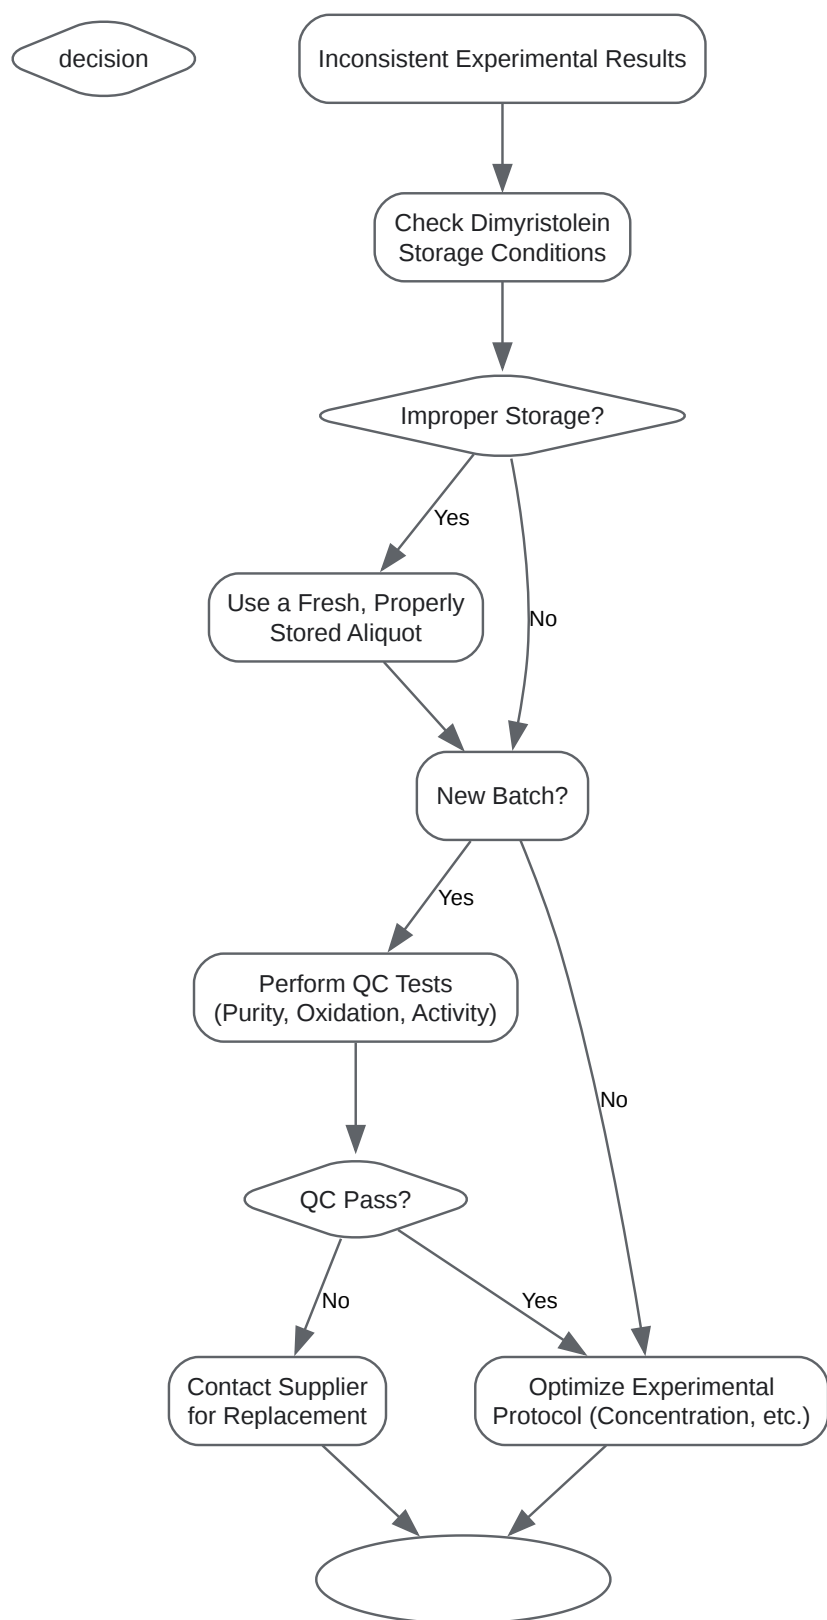 decision
Inconsistent Experimental Results
Check Dimyristolein
Storage Conditions
Improper Storage?
Yes
Use a Fresh, Properly
Stored Aliquot
No
New Batch?
Yes
Perform QC Tests
(Purity, Oxidation, Activity)
No
QC Pass?
No
Yes
Contact Supplier
for Replacement
Optimize Experimental
Protocol (Concentration, etc.)